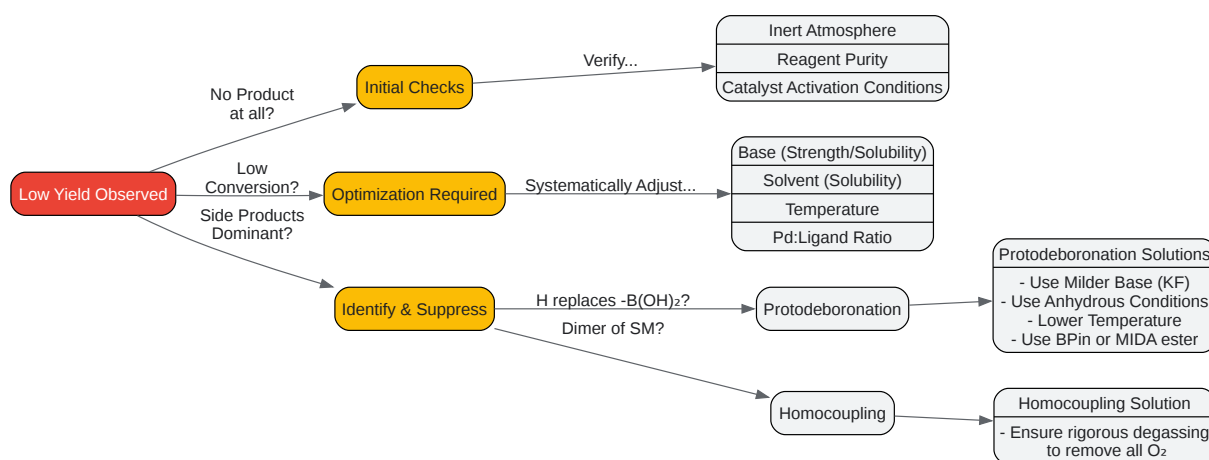 Low Yield Observed
No Product
at all?
Initial Checks
Verify...
Inert Atmosphere
Reagent Purity
Catalyst Activation Conditions
Low
Conversion?
Optimization Required
Systematically Adjust...
Base (Strength/Solubility)
Solvent (Solubility)
Temperature
Pd:Ligand Ratio
Side Products
Dominant?
Identify & Suppress
H replaces -B(OH)₂?
Protodeboronation
Protodeboronation Solutions
- Use Milder Base (KF)
- Use Anhydrous Conditions
- Lower Temperature
- Use BPin or MIDA ester
Dimer of SM?
Homocoupling
Homocoupling Solution
- Ensure rigorous degassing
to remove all O₂